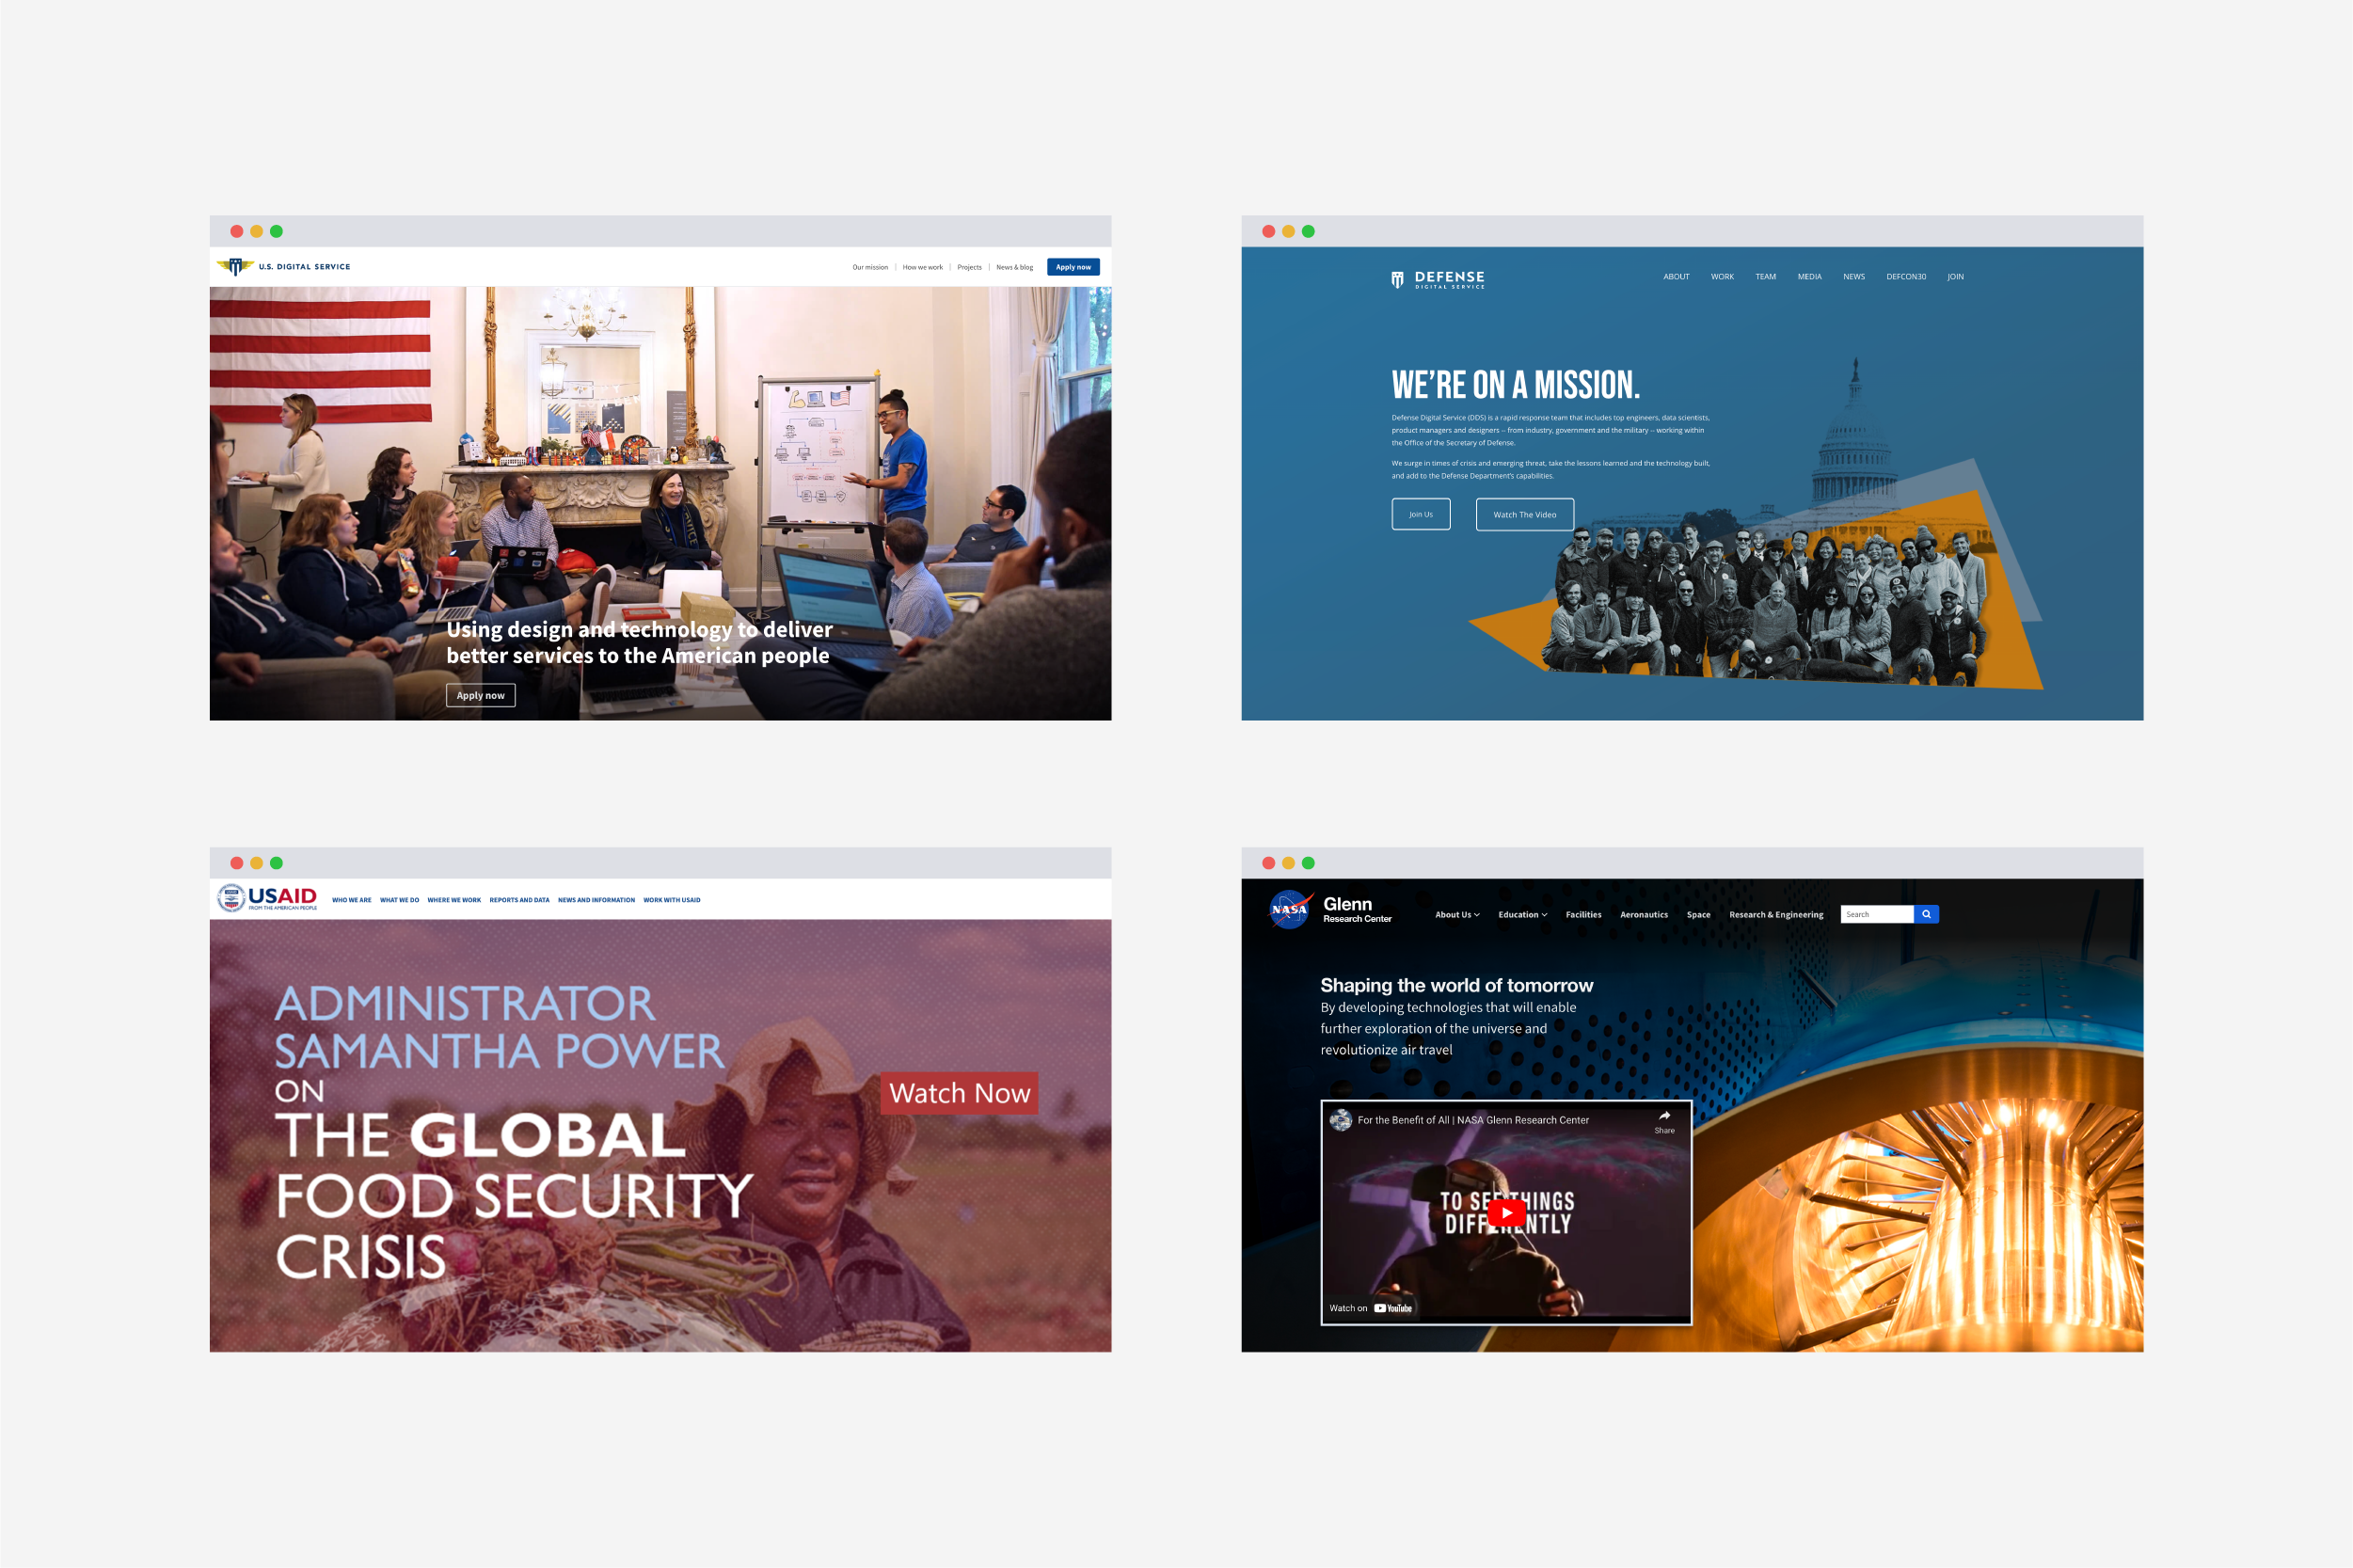 U.S. DIGITAL SERVICE
Our mission | How we work | Projects | News & blog Apply now
Using design and technology to deliver
better services to the American people
Apply now
DEFENSE
DIGITAL SERVICE
ABOUT WORK TEAM MEDIA NEWS DEFCON30 JOIN
WE'RE ON A MISSION.
Defense Digital Service (DDS) is a rapid response team that includes top engineers, data scientists,
product managers and designers – from industry, government and the military – working within
the Office of the Secretary of Defense.
We surge in times of crisis and emerging threat, take the lessons learned and the technology built,
and add to the Defense Department's capabilities.
Join Us Watch The Video
USAID
FROM THE AMERICAN PEOPLE
WHO WE ARE WHAT WE DO WHERE WE WORK REPORTS AND DATA NEWS AND INFORMATION WORK WITH USAID
ADMINISTRATOR
SAMANTHA POWER
ON
THE GLOBAL
FOOD SECURITY
CRISIS
Watch Now
NASA
Glenn
Research Center
About Us Education Facilities Aeronautics Space Research & Engineering Search
Shaping the world of tomorrow
By developing technologies that will enable
further exploration of the universe and
revolutionize air travel
For the Benefit of All | NASA Glenn Research Center
Share
TO SEE THINGS
DIFFERENTLY
Watch on YouTube